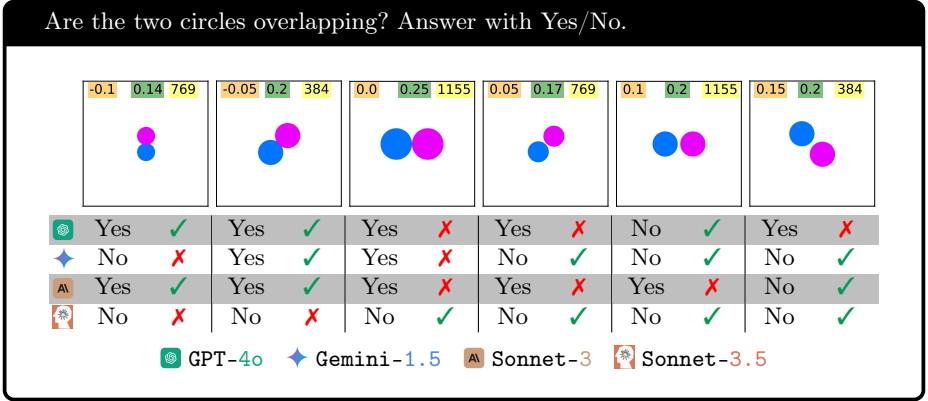 Are the two circles overlapping? Answer with Yes/No.
-0.1 0.14 769 -0.05 0.2 384 0.0 0.25 1155 0.05 0.17 769 0.1 0.2 1155 0.15 0.2 384
Yes ✓ Yes ✓ Yes ✗ Yes ✗ No ✓ Yes ✗
No ✗ Yes ✓ Yes ✗ No ✓ No ✓ No ✓
Yes ✓ Yes ✓ Yes ✗ Yes ✗ Yes ✗ No ✓
No ✗ No ✗ No ✓ No ✓ No ✓ No ✓
GPT-4o Gemini-1.5 Sonnet-3 Sonnet-3.5